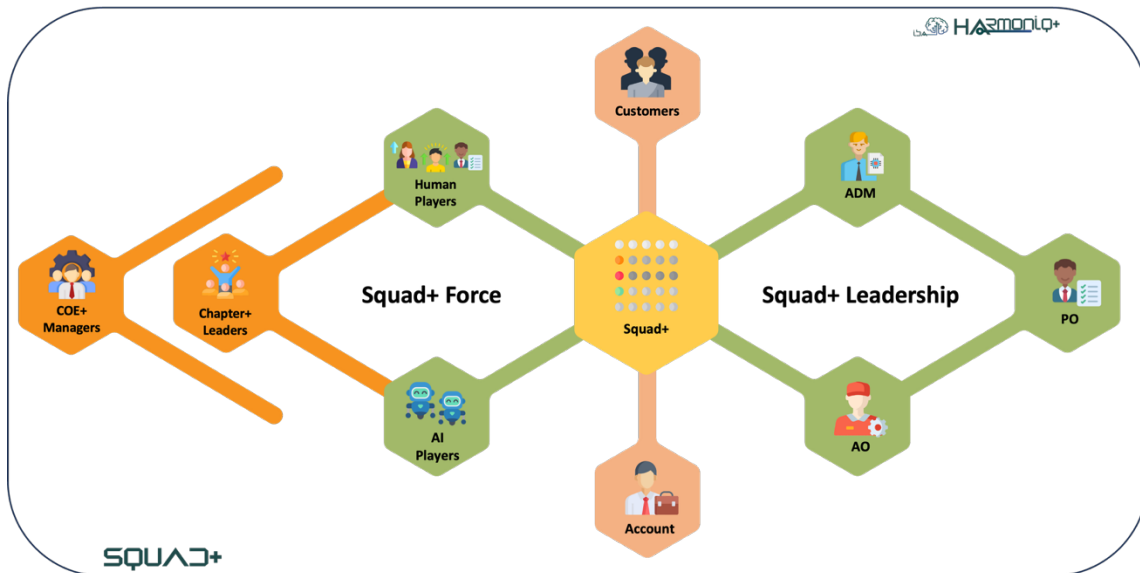 HARMONIQ+
Customers
Human
Players
ADM
COE+
Managers
Chapter+
Leaders
Squad+ Force
Squad+
Squad+ Leadership
PO
AI
Players
AO
Account
SQUAD+